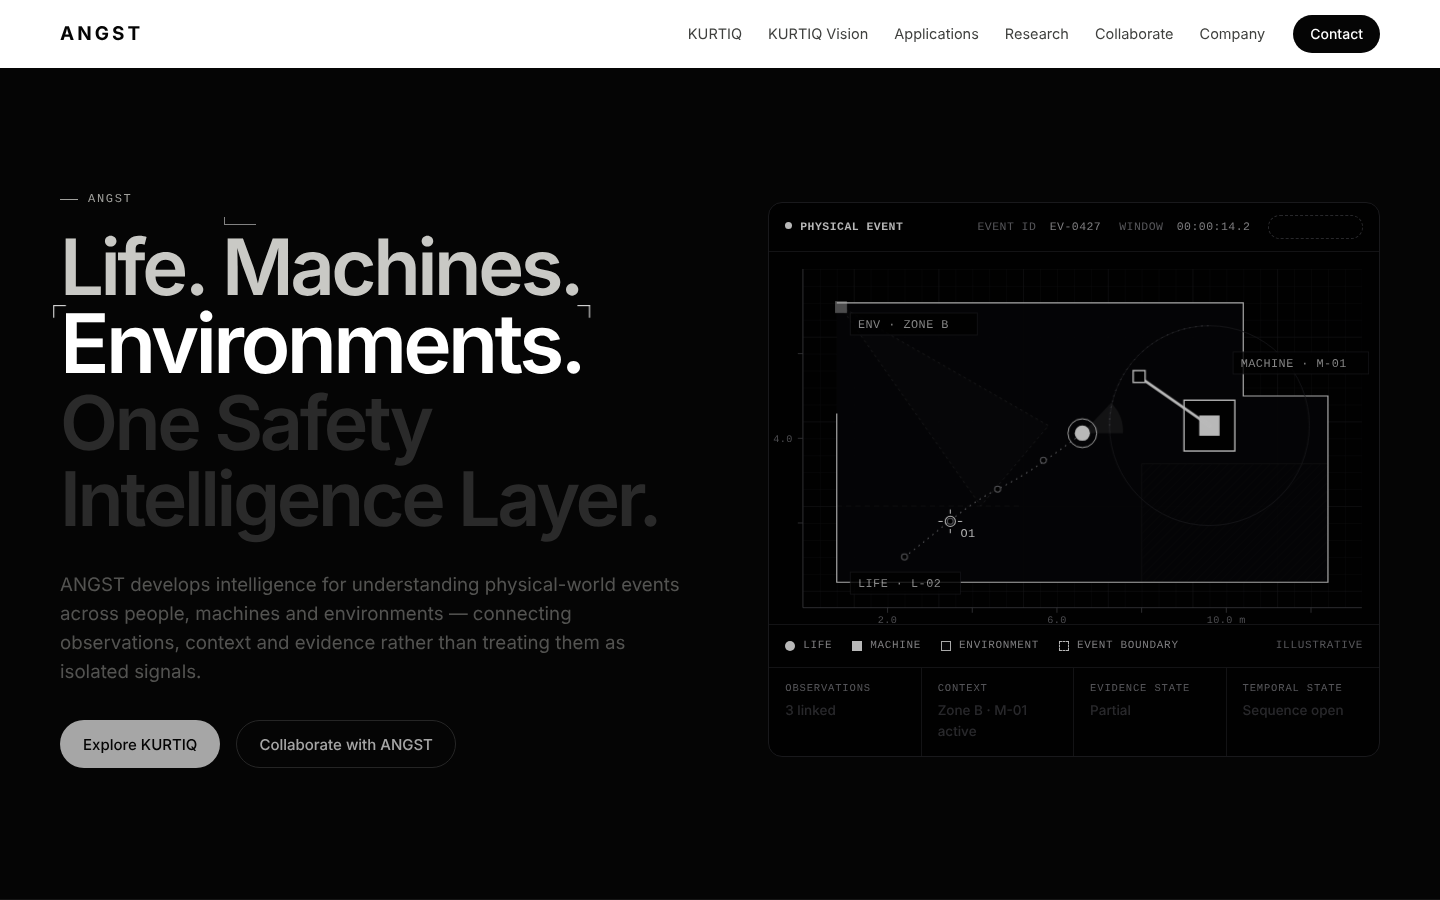 ANGST
KURTIQ
KURTIQ Vision
Applications
Research
Collaborate
Company
Contact
ANGST
Life. Machines.
Environments.
One Safety
Intelligence Layer.
ANGST develops intelligence for understanding physical-world events
across people, machines and environments — connecting
observations, context and evidence rather than treating them as
isolated signals.
Explore KURTIQ
Collaborate with ANGST
PHYSICAL EVENT
EVENT ID EV-0427
WINDOW 00:00:14.2
ENV · ZONE B
MACHINE · M-01
4.0
O1
LIFE · L-02
2.0
6.0
10.0 m
LIFE
MACHINE
ENVIRONMENT
EVENT BOUNDARY
ILLUSTRATIVE
OBSERVATIONS
3 linked
CONTEXT
Zone B · M-01
active
EVIDENCE STATE
Partial
TEMPORAL STATE
Sequence open